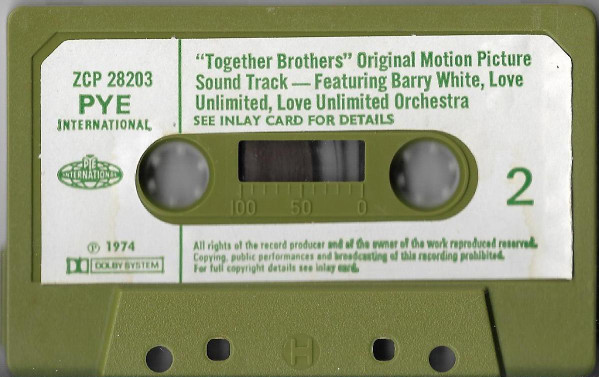 ZCP 28203
PYE
INTERNATIONAL
PYE
INTERNATIONAL
℗ 1974
DOLBY SYSTEM
“Together Brothers” Original Motion Picture
Sound Track — Featuring Barry White, Love
Unlimited, Love Unlimited Orchestra
SEE INLAY CARD FOR DETAILS
100 50 0
2
All rights of the record producer and of the owner of the work reproduced reserved.
Copying, public performances and broadcasting of this recording prohibited.
For full copyright details see inlay card.
H